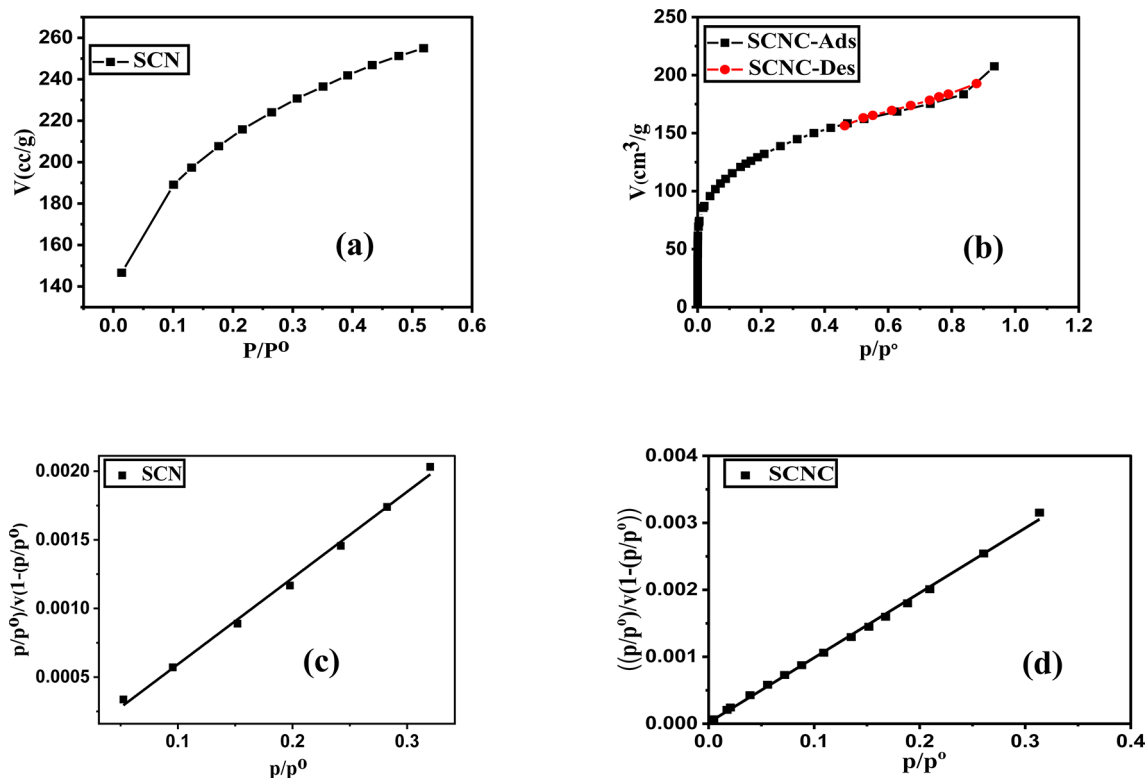 260
240
220
200
180
160
140
V(cc/g)
SCN
(a)
0.0 0.1 0.2 0.3 0.4 0.5 0.6
P/P⁰
250
200
150
100
50
0
V(cm³/g)
SCNC-Ads
SCNC-Des
(b)
0.0 0.2 0.4 0.6 0.8 1.0 1.2
p/p°
0.0020
0.0015
0.0010
0.0005
p/p⁰)/v(1-(p/p⁰)
SCN
(c)
0.1 0.2 0.3
p/p⁰
0.004
0.003
0.002
0.001
0.000
((p/p⁰)/v(1-(p/p⁰))
SCNC
(d)
0.0 0.1 0.2 0.3 0.4
p/p⁰